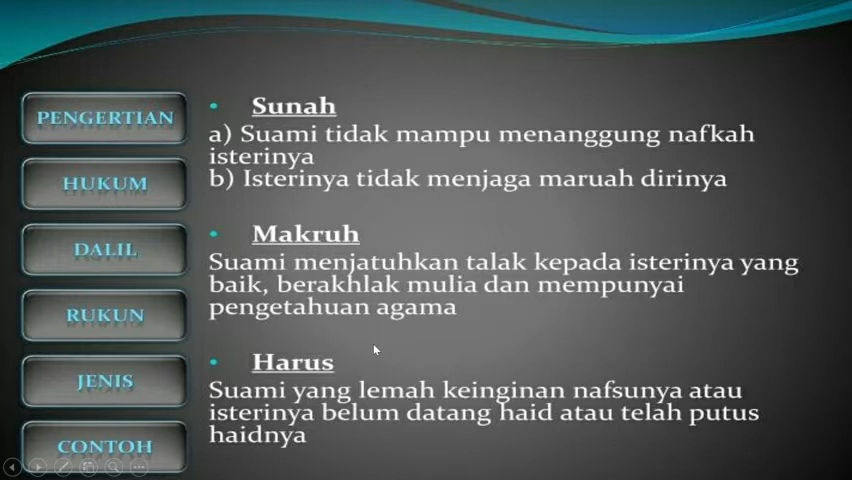 PENGERTIAN
HUKUM
DALIL
RUKUN
JENIS
CONTOH
• Sunah
a) Suami tidak mampu menanggung nafkah
isterinya
b) Isterinya tidak menjaga maruah dirinya
• Makruh
Suami menjatuhkan talak kepada isterinya yang
baik, berakhlak mulia dan mempunyai
pengetahuan agama
• Harus
Suami yang lemah keinginan nafsunya atau
isterinya belum datang haid atau telah putus
haidnya